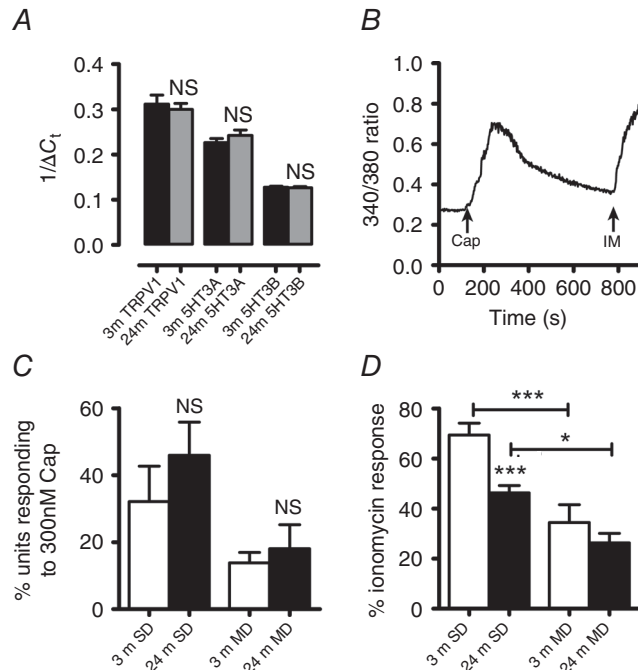 A
0.4
0.3
0.2
0.1
0.0
1/ΔCt
NS
NS
NS
3m TRPV1
24m TRPV1
3m 5HT3A
24m 5HT3A
3m 5HT3B
24m 5HT3B
B
1.0
0.8
0.6
0.4
0.2
0.0
340/380 ratio
Cap
IM
0 200 400 600 800
Time (s)
C
60
40
20
0
% units responding
to 300nM Cap
NS
NS
3 m SD
24 m SD
3 m MD
24 m MD
D
80
60
40
20
0
% ionomycin response
***
*
***
3 m SD
24 m SD
3 m MD
24 m MD